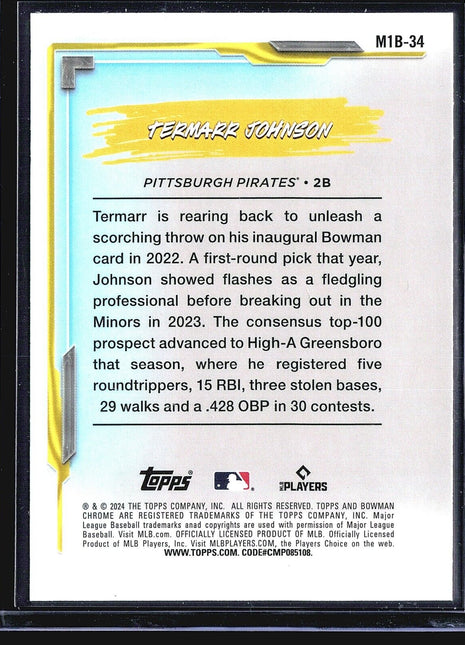 M1B-34
TERMARR JOHNSON
PITTSBURGH PIRATES® • 2B
Termarr is rearing back to unleash a
scorching throw on his inaugural Bowman
card in 2022. A first-round pick that year,
Johnson showed flashes as a fledgling
professional before breaking out in the
Minors in 2023. The consensus top-100
prospect advanced to High-A Greensboro
that season, where he registered five
roundtrippers, 15 RBI, three stolen bases,
29 walks and a .428 OBP in 30 contests.
Topps® MLB PLAYERS
® & © 2024 THE TOPPS COMPANY, INC. ALL RIGHTS RESERVED. TOPPS AND BOWMAN
CHROME ARE REGISTERED TRADEMARKS OF THE TOPPS COMPANY, INC. Major
League Baseball trademarks anad copyrights are used with permission of Major League
Baseball. Visit MLB.com. OFFICIALLY LICENSED PRODUCT OF MLB. Officially Licensed
Product of MLB Players, Inc. Visit MLBPLAYERS.com, the Players Choice on the web.
WWW.TOPPS.COM. CODE#CMP085108.